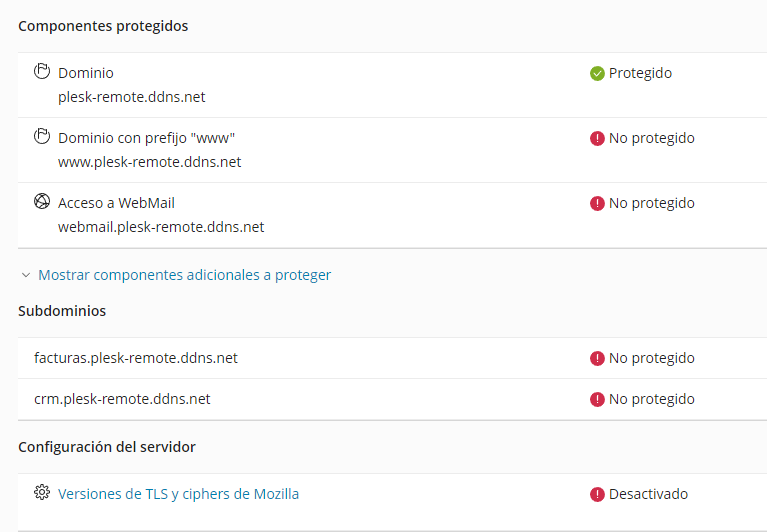 Componentes protegidos
Dominio
Protegido
plesk-remote.ddns.net
Dominio con prefijo "www"
No protegido
www.plesk-remote.ddns.net
Acceso a WebMail
No protegido
webmail.plesk-remote.ddns.net
Mostrar componentes adicionales a proteger
Subdominios
facturas.plesk-remote.ddns.net
No protegido
crm.plesk-remote.ddns.net
No protegido
Configuración del servidor
Versiones de TLS y ciphers de Mozilla
Desactivado